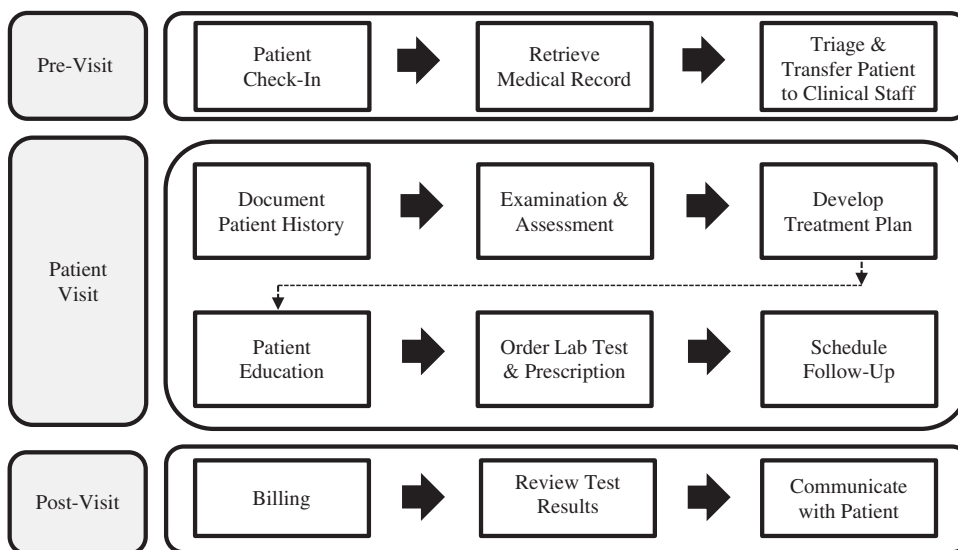 Pre-Visit
Patient
Check-In
Retrieve
Medical Record
Triage &
Transfer Patient
to Clinical Staff
Patient
Visit
Document
Patient History
Examination &
Assessment
Develop
Treatment Plan
Patient
Education
Order Lab Test
& Prescription
Schedule
Follow-Up
Post-Visit
Billing
Review Test
Results
Communicate
with Patient